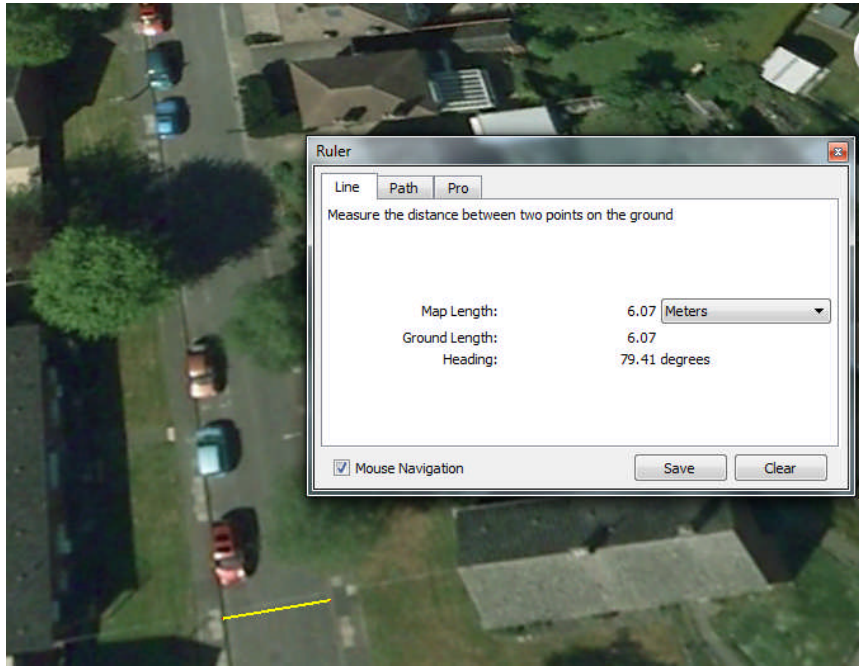 Ruler
Line Path Pro
Measure the distance between two points on the ground
Map Length: 6.07 Meters
Ground Length: 6.07
Heading: 79.41 degrees
Mouse Navigation Save Clear